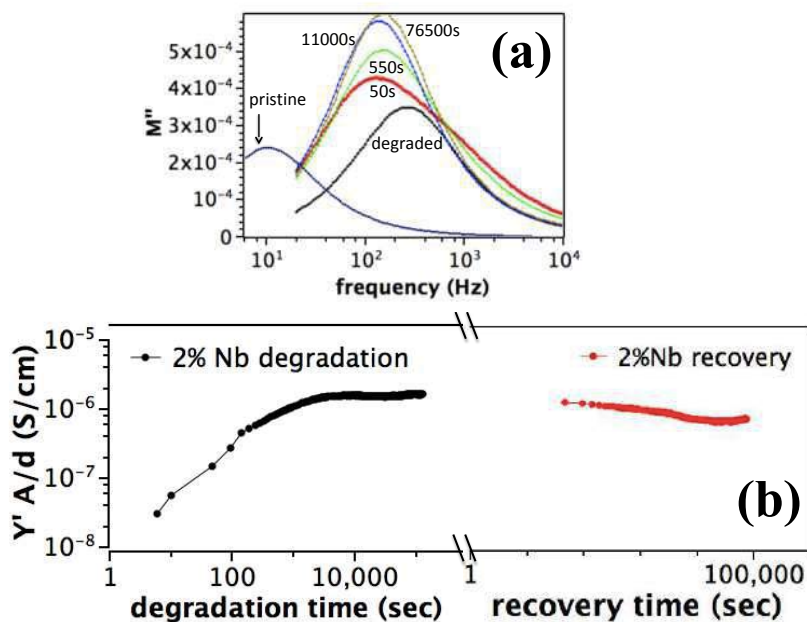 (a)
5x10⁻⁴
4x10⁻⁴
3x10⁻⁴
2x10⁻⁴
10⁻⁴
0
M"
11000s
76500s
550s
50s
pristine
degraded
10¹ 10² 10³ 10⁴
frequency (Hz)
(b)
10⁻⁵
10⁻⁶
10⁻⁷
10⁻⁸
Y' A/d (S/cm)
2% Nb degradation
2%Nb recovery
1 100 10,000 1 100,000
degradation time (sec) recovery time (sec)